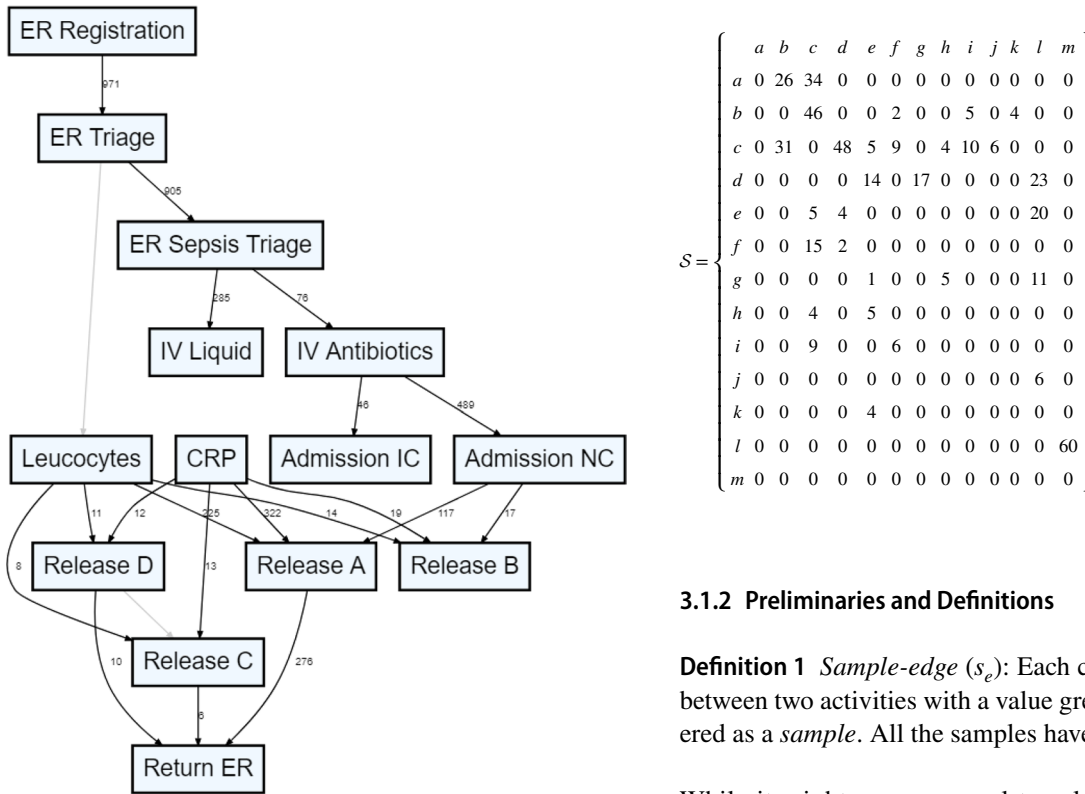 ER Registration
971
ER Triage
905
ER Sepsis Triage
285
76
IV Liquid
IV Antibiotics
46
489
Leucocytes
CRP
Admission IC
Admission NC
11
12
225
322
14
19
117
17
Release D
Release A
Release B
8
13
Release C
10
276
6
Return ER
a b c d e f g h i j k l m
a 0 26 34 0 0 0 0 0 0 0 0 0 0
b 0 0 46 0 0 2 0 0 5 0 4 0 0
c 0 31 0 48 5 9 0 4 10 6 0 0 0
d 0 0 0 0 14 0 17 0 0 0 0 23 0
e 0 0 5 4 0 0 0 0 0 0 0 20 0
f 0 0 15 2 0 0 0 0 0 0 0 0 0
S =
g 0 0 0 0 1 0 0 5 0 0 0 11 0
h 0 0 4 0 5 0 0 0 0 0 0 0 0
i 0 0 9 0 0 6 0 0 0 0 0 0 0
j 0 0 0 0 0 0 0 0 0 0 0 6 0
k 0 0 0 0 4 0 0 0 0 0 0 0 0
l 0 0 0 0 0 0 0 0 0 0 0 0 60
m 0 0 0 0 0 0 0 0 0 0 0 0 0
3.1.2 Preliminaries and Definitions
Definition 1 Sample-edge (s_e): Each c
between two activities with a value gre
ered as a sample. All the samples have